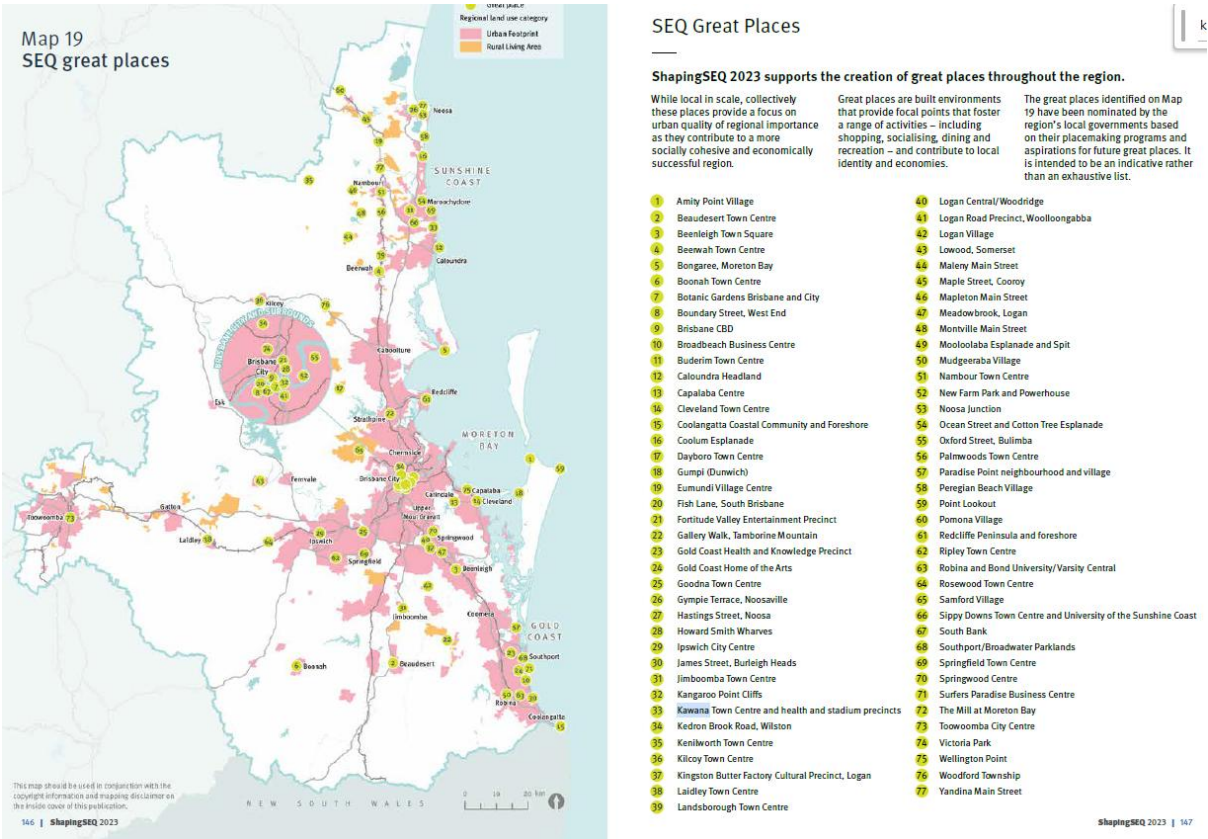 Great place
Regional land use category
Urban Footprint
Rural Living Area
Map 19
SEQ great places
Noosa
SUNSHINE
COAST
Nambour
Maroochydore
Beerwah
Caloundra
Kilcoy
Caboolture
Brisbane
City
Esk
Redcliffe
Strathpine
MORETON
BAY
Chermside
Brisbane City
Fernvale
Capalaba
Carindale
Cleveland
Gatton
Upper
Mount Gravatt
Toowoomba
Laidley
Ipswich
Springwood
Springfield
Beenleigh
Jimboomba
Coomera
GOLD
COAST
Southport
Boonah
Beaudesert
Robina
Coolangatta
This map should be used in conjunction with the
copyright information and mapping disclaimer on
the inside cover of this publication.
NEW SOUTH WALES
0 10 20 km
146 | ShapingSEQ 2023
SEQ Great Places
k
ShapingSEQ 2023 supports the creation of great places throughout the region.
While local in scale, collectively
these places provide a focus on
urban quality of regional importance
as they contribute to a more
socially cohesive and economically
successful region.
Great places are built environments
that provide focal points that foster
a range of activities – including
shopping, socialising, dining and
recreation – and contribute to local
identity and economies.
The great places identified on Map
19 have been nominated by the
region's local governments based
on their placemaking programs and
aspirations for future great places. It
is intended to be an indicative rather
than an exhaustive list.
1 Amity Point Village
2 Beaudesert Town Centre
3 Beenleigh Town Square
4 Beerwah Town Centre
5 Bongaree, Moreton Bay
6 Boonah Town Centre
7 Botanic Gardens Brisbane and City
8 Boundary Street, West End
9 Brisbane CBD
10 Broadbeach Business Centre
11 Buderim Town Centre
12 Caloundra Headland
13 Capalaba Centre
14 Cleveland Town Centre
15 Coolangatta Coastal Community and Foreshore
16 Coolum Esplanade
17 Dayboro Town Centre
18 Gumpi (Dunwich)
19 Eumundi Village Centre
20 Fish Lane, South Brisbane
21 Fortitude Valley Entertainment Precinct
22 Gallery Walk, Tamborine Mountain
23 Gold Coast Health and Knowledge Precinct
24 Gold Coast Home of the Arts
25 Goodna Town Centre
26 Gympie Terrace, Noosaville
27 Hastings Street, Noosa
28 Howard Smith Wharves
29 Ipswich City Centre
30 James Street, Burleigh Heads
31 Jimboomba Town Centre
32 Kangaroo Point Cliffs
33 Kawana Town Centre and health and stadium precincts
34 Kedron Brook Road, Wilston
35 Kenilworth Town Centre
36 Kilcoy Town Centre
37 Kingston Butter Factory Cultural Precinct, Logan
38 Laidley Town Centre
39 Landsborough Town Centre
40 Logan Central/Woodridge
41 Logan Road Precinct, Woolloongabba
42 Logan Village
43 Lowood, Somerset
44 Maleny Main Street
45 Maple Street, Cooroy
46 Mapleton Main Street
47 Meadowbrook, Logan
48 Montville Main Street
49 Mooloolaba Esplanade and Spit
50 Mudgeeraba Village
51 Nambour Town Centre
52 New Farm Park and Powerhouse
53 Noosa Junction
54 Ocean Street and Cotton Tree Esplanade
55 Oxford Street, Bulimba
56 Palmwoods Town Centre
57 Paradise Point neighbourhood and village
58 Peregian Beach Village
59 Point Lookout
60 Pomona Village
61 Redcliffe Peninsula and foreshore
62 Ripley Town Centre
63 Robina and Bond University/Varsity Central
64 Rosewood Town Centre
65 Samford Village
66 Sippy Downs Town Centre and University of the Sunshine Coast
67 South Bank
68 Southport/Broadwater Parklands
69 Springfield Town Centre
70 Springwood Centre
71 Surfers Paradise Business Centre
72 The Mill at Moreton Bay
73 Toowoomba City Centre
74 Victoria Park
75 Wellington Point
76 Woodford Township
77 Yandina Main Street
ShapingSEQ 2023 | 147